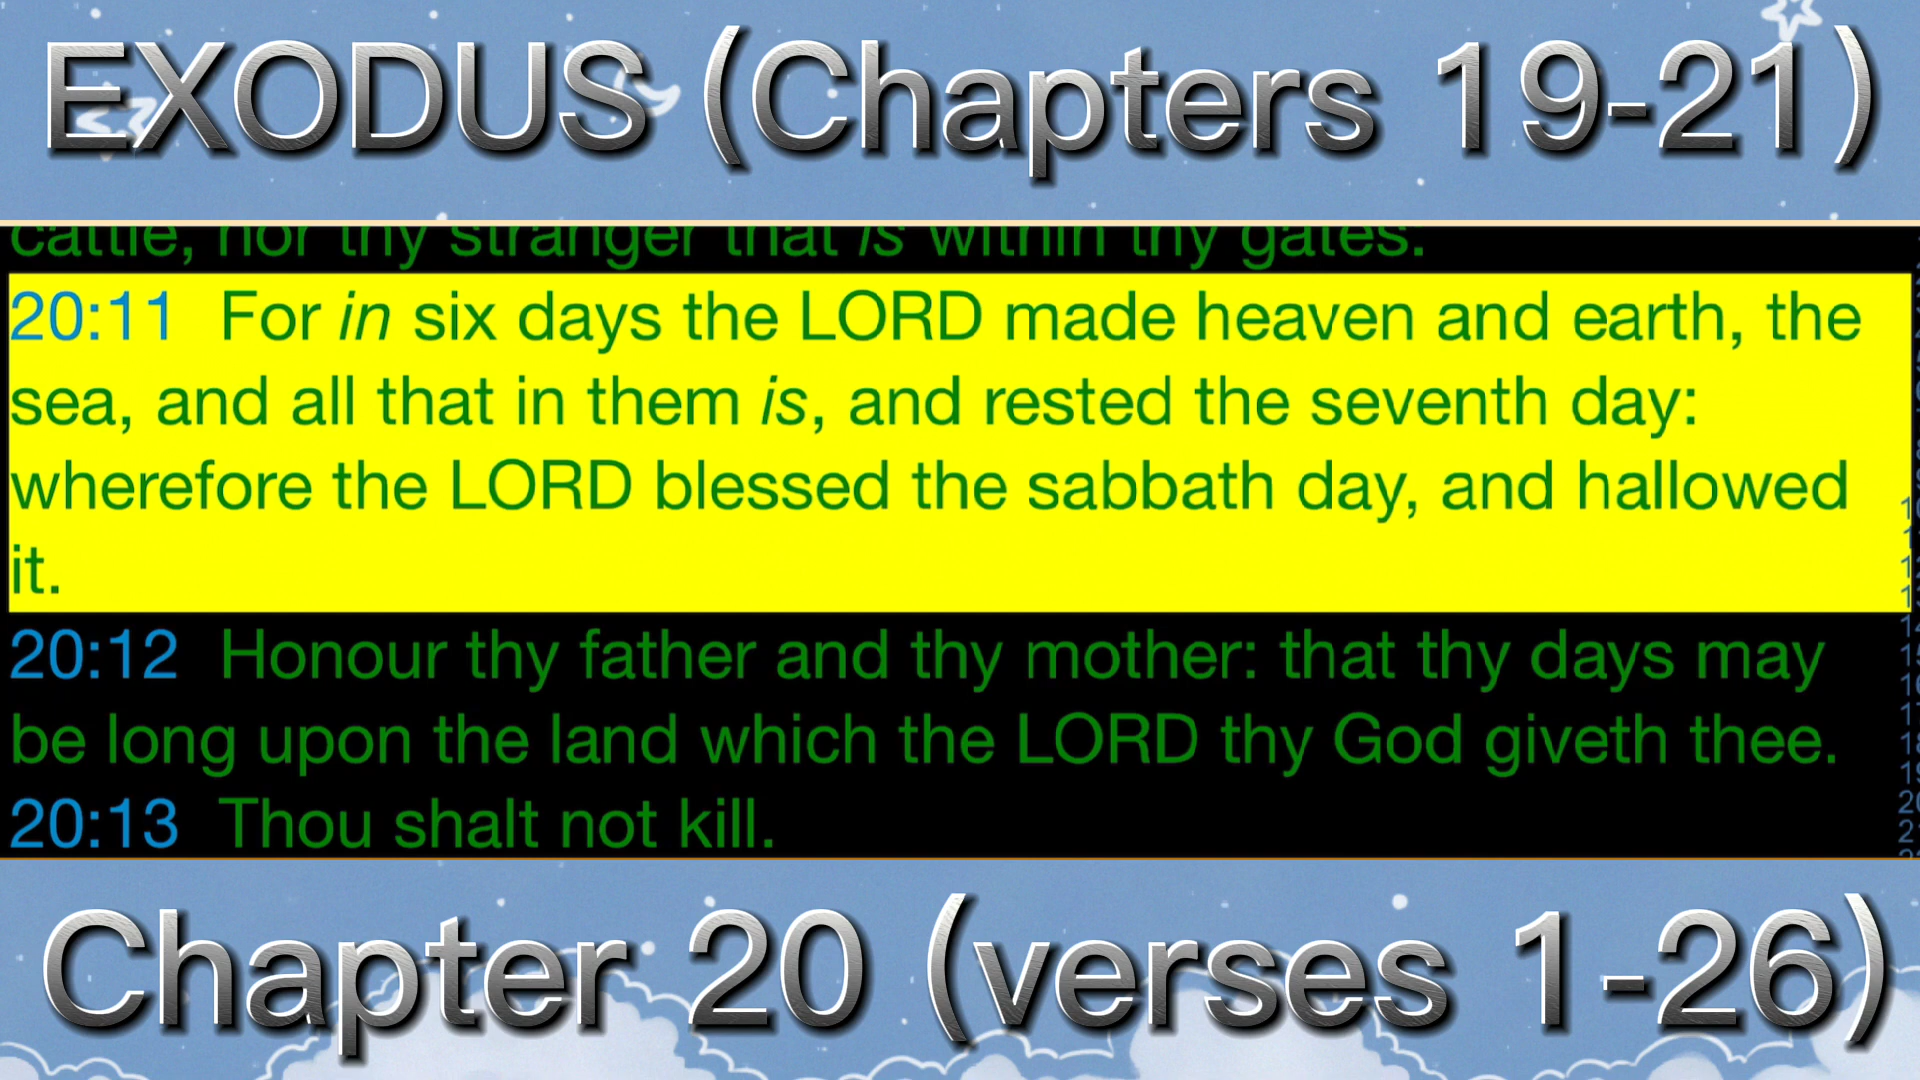 EXODUS (Chapters 19-21)
cattle, nor thy stranger that is within thy gates:
20:11 For in six days the LORD made heaven and earth, the
sea, and all that in them is, and rested the seventh day:
wherefore the LORD blessed the sabbath day, and hallowed
it.
20:12 Honour thy father and thy mother: that thy days may
be long upon the land which the LORD thy God giveth thee.
20:13 Thou shalt not kill.
Chapter 20 (verses 1-26)